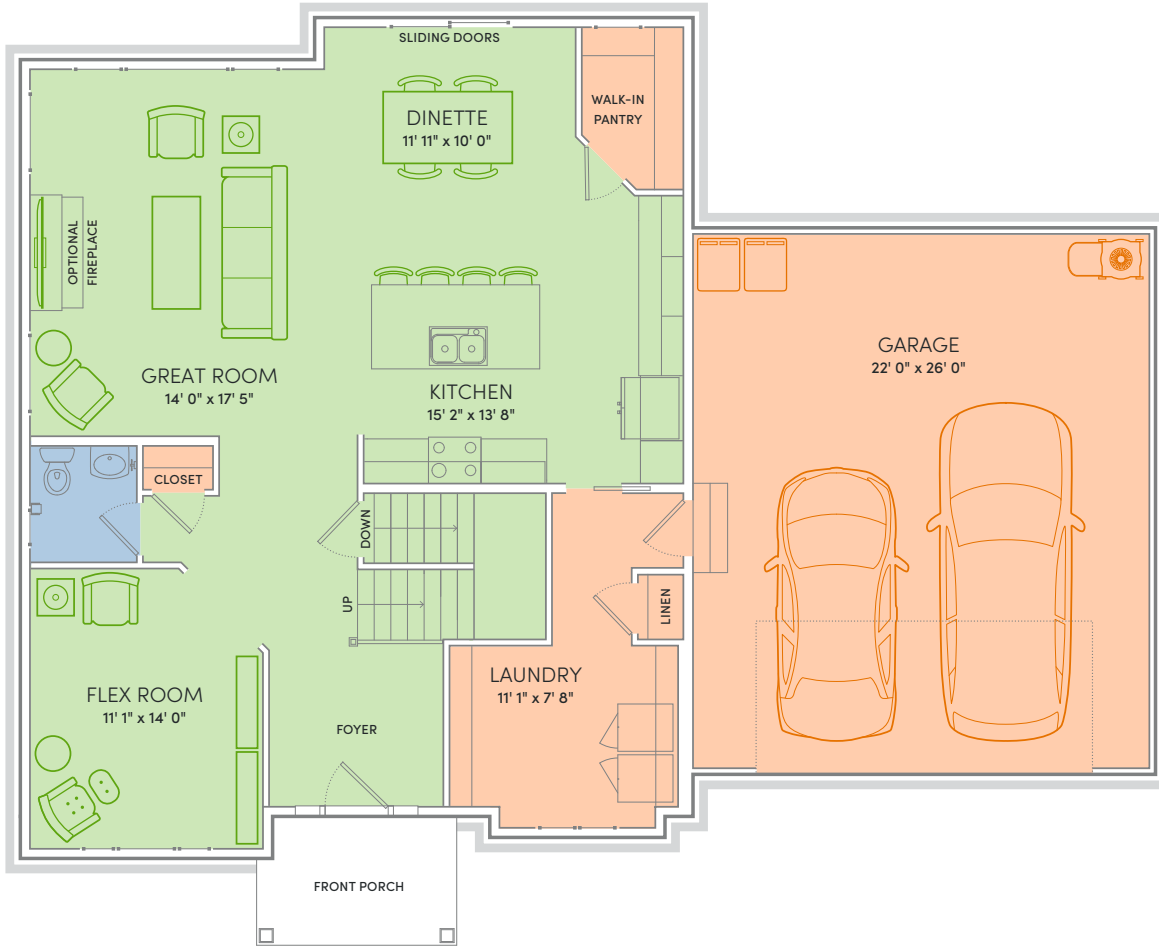 SLIDING DOORS
DINETTE
11' 11" x 10' 0"
WALK-IN
PANTRY
OPTIONAL
FIREPLACE
GREAT ROOM
14' 0" x 17' 5"
KITCHEN
15' 2" x 13' 8"
GARAGE
22' 0" x 26' 0"
CLOSET
DOWN
UP
LINEN
LAUNDRY
11' 1" x 7' 8"
FLEX ROOM
11' 1" x 14' 0"
FOYER
FRONT PORCH